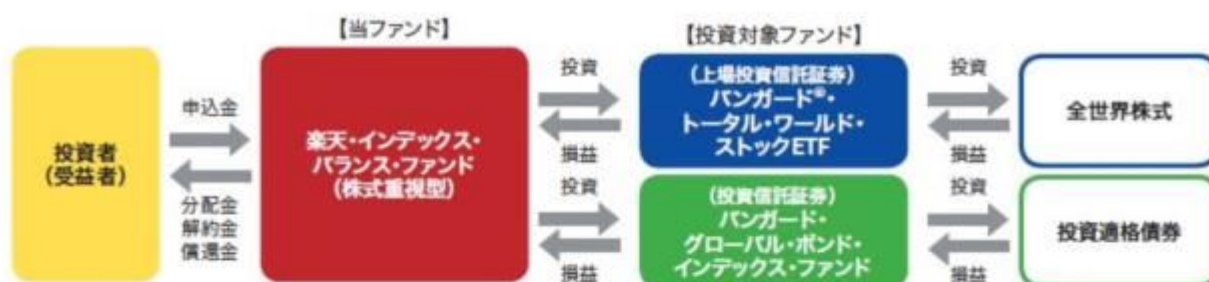 【当ファンド】
【投資対象ファンド】
投資者
(受益者)
申込金
分配金
解約金
償還金
楽天・インデックス・
バランス・ファンド
(株式重視型)
投資
損益
(上場投資信託証券)
バンガード®・
トータル・ワールド・
ストックETF
投資
損益
全世界株式
投資
損益
(投資信託証券)
バンガード・
グローバル・ボンド・
インデックス・ファンド
投資
損益
投資適格債券